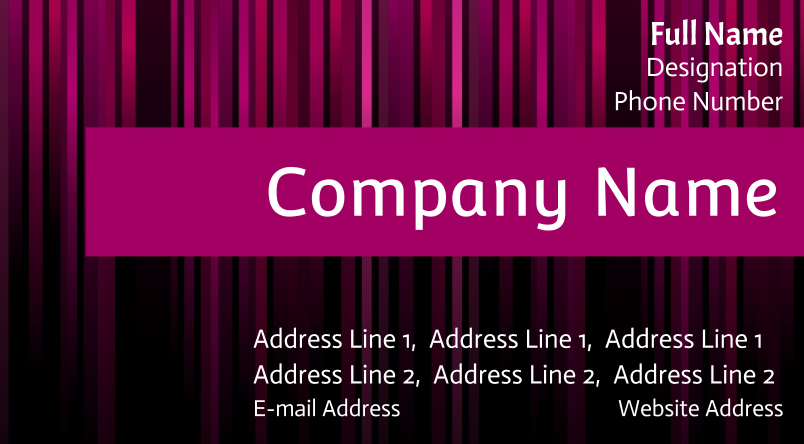 Full Name
Designation
Phone Number
Company Name
Address Line 1,  Address Line 1,  Address Line 1
Address Line 2,  Address Line 2,  Address Line 2
E-mail Address Website Address